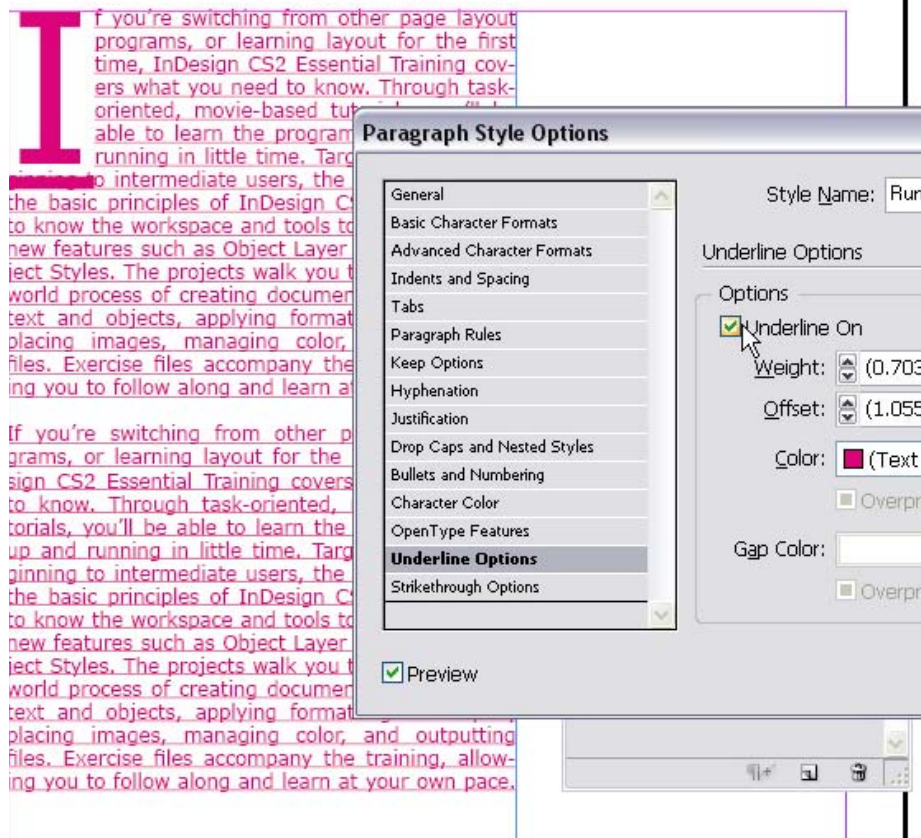 If you're switching from other page layout
programs, or learning layout for the first
time, InDesign CS2 Essential Training cov-
ers what you need to know. Through task-
oriented, movie-based
able to learn the program
running in little time.
to intermediate users, the
the basic principles of InDesign
to know the workspace and tools
new features such as Object Layer
ject Styles. The projects walk you
world process of creating
text and objects, applying
placing images, managing color,
files. Exercise files accompany the
ing you to follow along and learn
If you're switching from other
grams, or learning layout for the
sign CS2 Essential Training covers
to know. Through task-oriented,
torials, you'll be able to learn the
up and running in little time.
ginning to intermediate users, the
the basic principles of InDesign
to know the workspace and tools
new features such as Object Layer
ject Styles. The projects walk you
world process of creating
text and objects, applying
placing images, managing color, and outputting
files. Exercise files accompany the training, allow-
ing you to follow along and learn at your own pace.
Paragraph Style Options
General
Basic Character Formats
Advanced Character Formats
Indents and Spacing
Tabs
Paragraph Rules
Keep Options
Hyphenation
Justification
Drop Caps and Nested Styles
Bullets and Numbering
Character Color
OpenType Features
Underline Options
Strikethrough Options
Preview
Style Name: Run
Underline Options
Options
Underline On
Weight: (0.703
Offset: (1.055
Color: (Text
Overpr
Gap Color:
Overpr